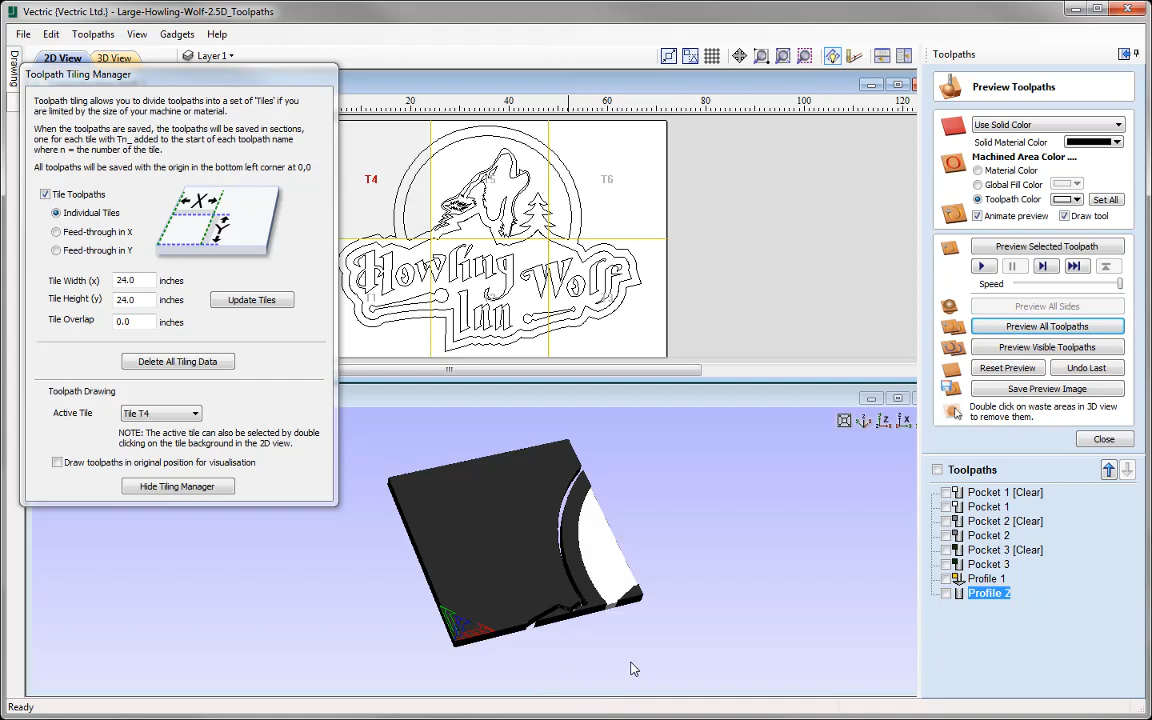 Vectric {Vectric Ltd.} - Large-Howling-Wolf-2.5D_Toolpaths
File Edit Toolpaths View Gadgets Help
Drawing
2D View 3D View Layer 1
Toolpaths
Toolpath Tiling Manager
Toolpath tiling allows you to divide toolpaths into a set of 'Tiles' if you
are limited by the size of your machine or material.
When the toolpaths are saved, the toolpaths will be saved in sections,
one for each tile with Tn_ added to the start of each toolpath name
where n = the number of the tile.
All toolpaths will be saved with the origin in the bottom left corner at 0,0
Tile Toolpaths
Individual Tiles
Feed-through in X
Feed-through in Y
X
Y
Tile Width (x) 24.0 inches
Tile Height (y) 24.0 inches
Update Tiles
Tile Overlap 0.0 inches
Delete All Tiling Data
Toolpath Drawing
Active Tile Tile T4
NOTE: The active tile can also be selected by double
clicking on the tile background in the 2D view.
Draw toolpaths in original position for visualisation
Hide Tiling Manager
20 40 60 80 100 120
T4 T6
Howling Wolf
T1
Inn
Z X
Preview Toolpaths
Use Solid Color
Solid Material Color
Machined Area Color ....
Material Color
Global Fill Color
Toolpath Color Set All
Animate preview Draw tool
Preview Selected Toolpath
Speed
Preview All Sides
Preview All Toolpaths
Preview Visible Toolpaths
Reset Preview Undo Last
Save Preview Image
Double click on waste areas in 3D view
to remove them.
Close
Toolpaths
Pocket 1 [Clear]
Pocket 1
Pocket 2 [Clear]
Pocket 2
Pocket 3 [Clear]
Pocket 3
Profile 1
Profile 2
Ready